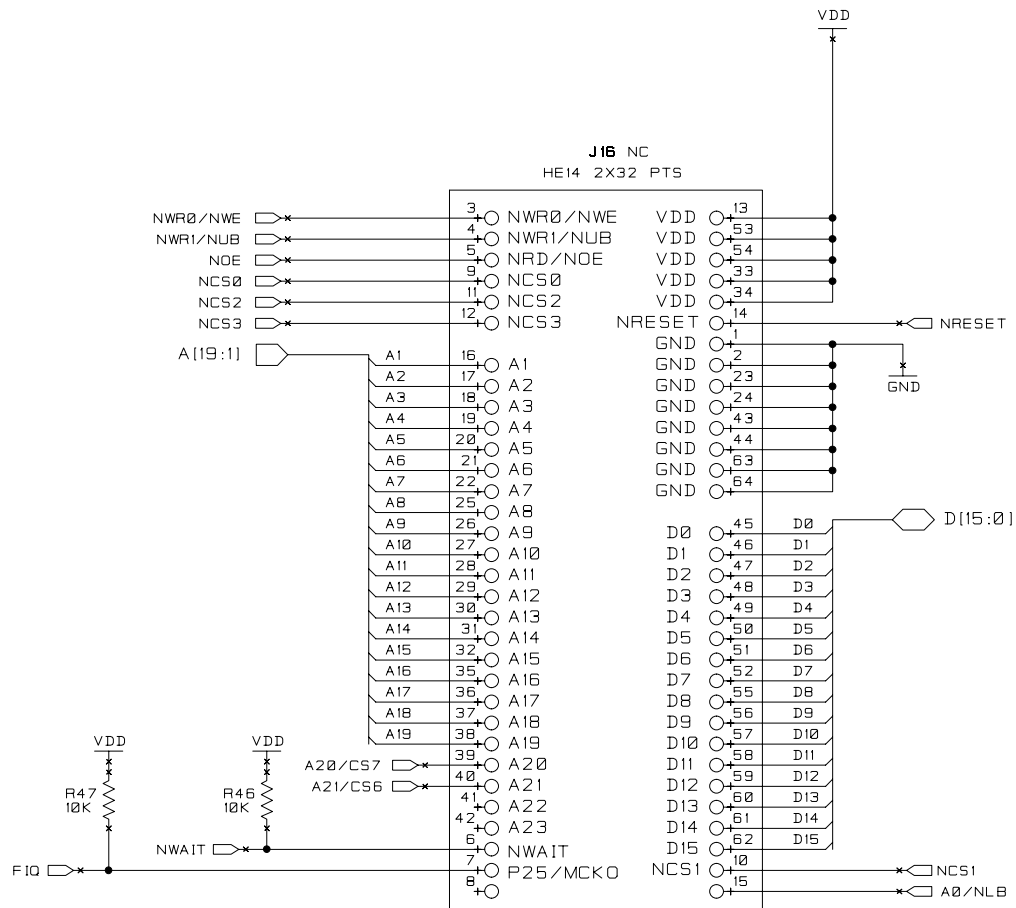 VDD
J16 NC
HE14 2X32 PTS
NWR0/NWE 3 NWR0/NWE VDD 13
NWR1/NUB 4 NWR1/NUB VDD 53
NOE 5 NRD/NOE VDD 54
NCS0 9 NCS0 VDD 33
NCS2 11 NCS2 VDD 34
NCS3 12 NCS3 NRESET 14 NRESET
GND 1
A[19:1] A1 16 A1 GND 2
A2 17 A2 GND 23 GND
A3 18 A3 GND 24
A4 19 A4 GND 43
A5 20 A5 GND 44
A6 21 A6 GND 63
A7 22 A7 GND 64
A8 25 A8
A9 26 A9 D0 45 D0 D[15:0]
A10 27 A10 D1 46 D1
A11 28 A11 D2 47 D2
A12 29 A12 D3 48 D3
A13 30 A13 D4 49 D4
A14 31 A14 D5 50 D5
A15 32 A15 D6 51 D6
A16 35 A16 D7 52 D7
A17 36 A17 D8 55 D8
A18 37 A18 D9 56 D9
A19 38 A19 D10 57 D10
A20/CS7 39 A20 D11 58 D11
A21/CS6 40 A21 D12 59 D12
41 A22 D13 60 D13
42 A23 D14 61 D14
VDD VDD
R47 10K
R46 10K
NWAIT 6 NWAIT D15 62 D15
FIQ 7 P25/MCKO NCS1 10 NCS1
8 15 A0/NLB